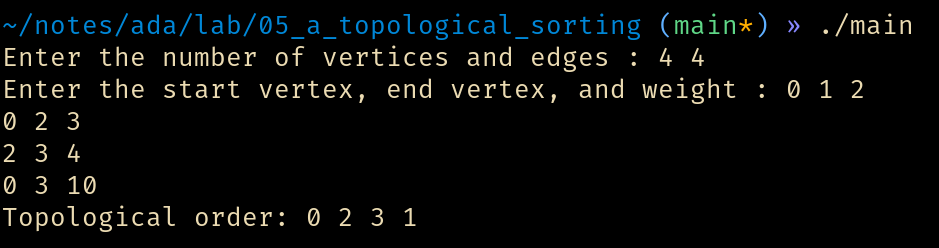 ~/notes/ada/lab/05_a_topological_sorting (main*) » ./main
Enter the number of vertices and edges : 4 4
Enter the start vertex, end vertex, and weight : 0 1 2
0 2 3
2 3 4
0 3 10
Topological order: 0 2 3 1